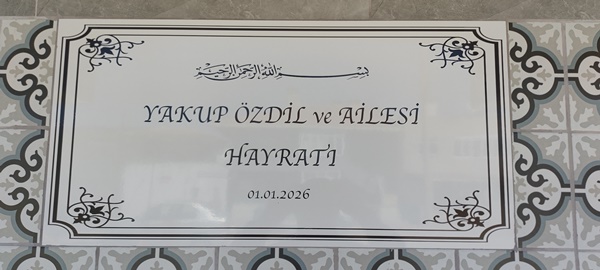 بسم الله الرحمن الرحيم
YAKUP ÖZDİL ve AİLESİ
HAYRATI
01.01.2026